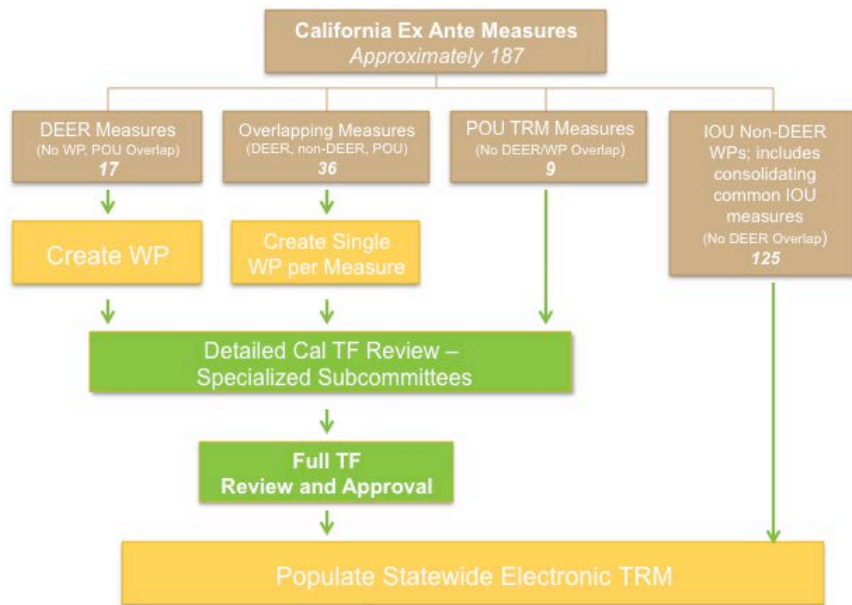 California Ex Ante Measures
Approximately 187
DEER Measures
(No WP, POU Overlap)
17
Overlapping Measures
(DEER, non-DEER, POU)
36
POU TRM Measures
(No DEER/WP Overlap)
9
IOU Non-DEER
WPs; includes
consolidating
common IOU
measures
(No DEER Overlap)
125
Create WP
Create Single
WP per Measure
Detailed Cal TF Review –
Specialized Subcommittees
Full TF
Review and Approval
Populate Statewide Electronic TRM